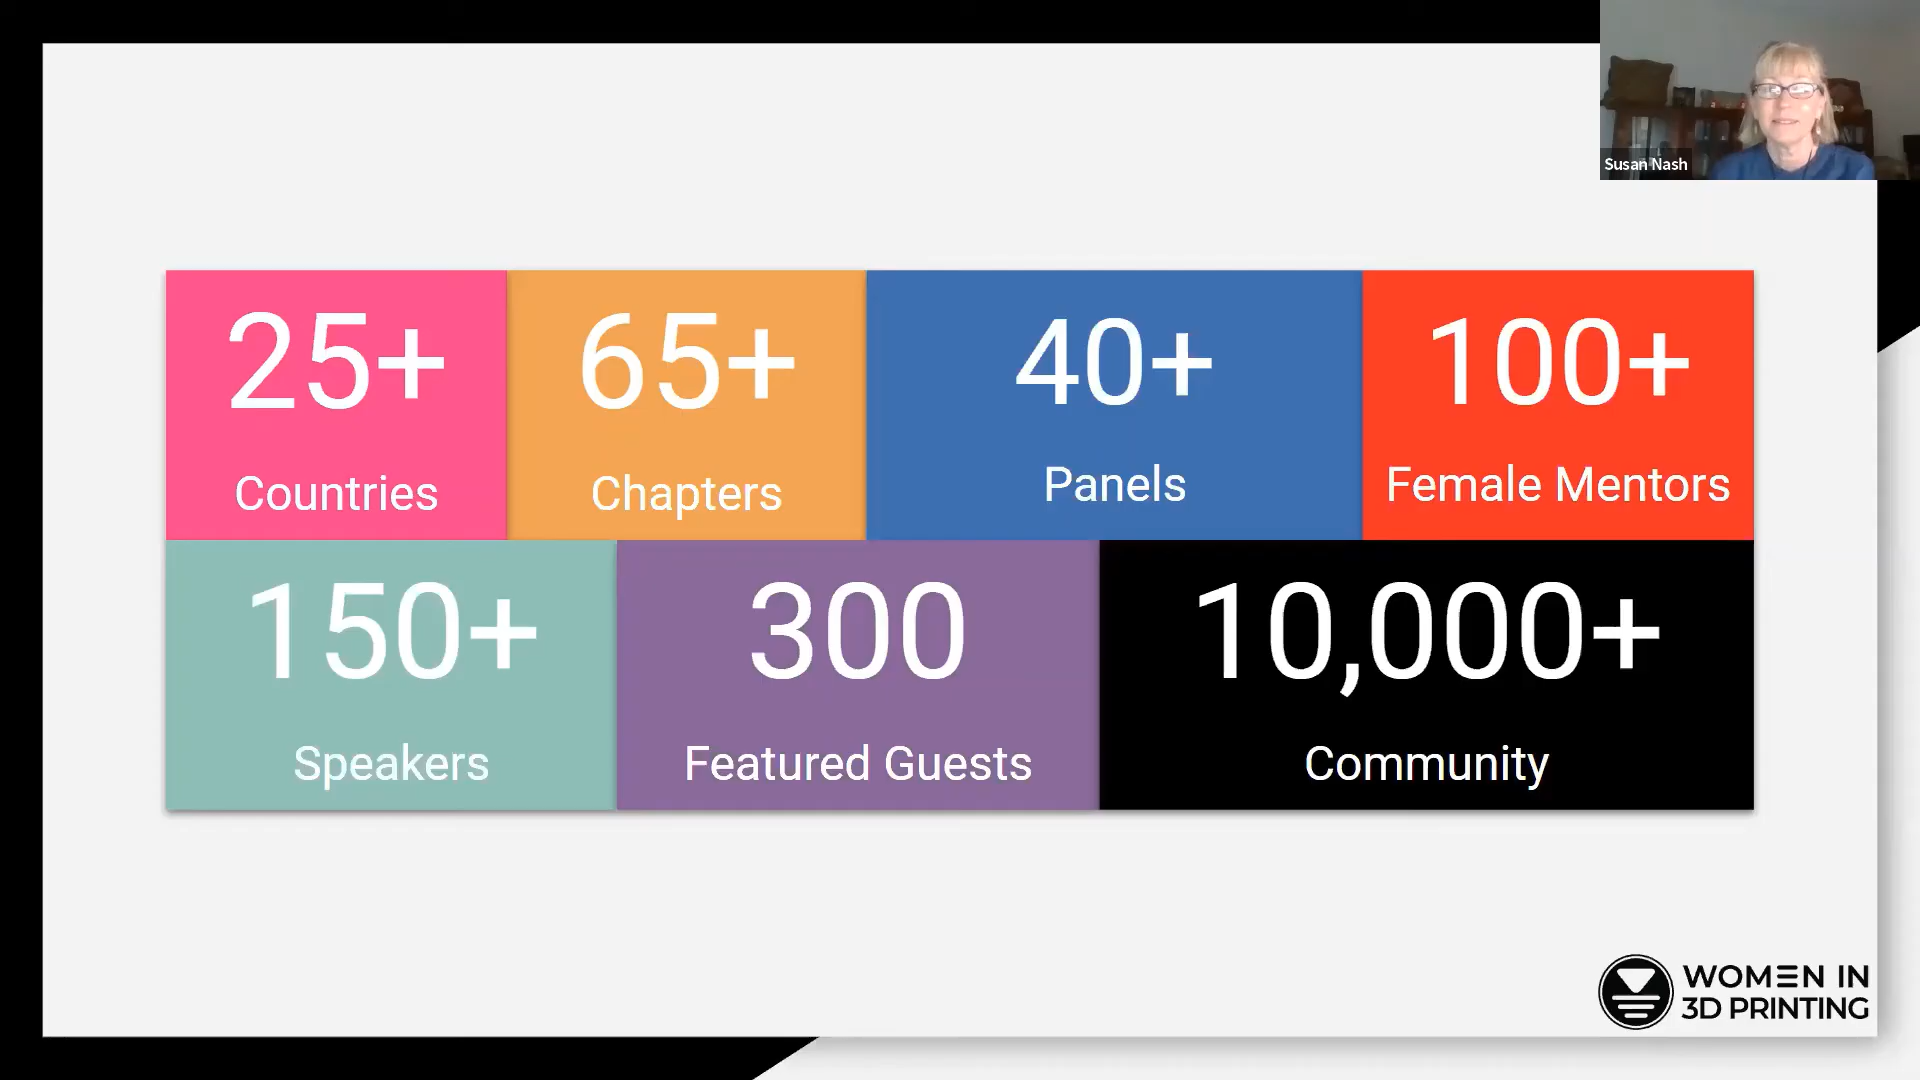 Susan Nash
25+
Countries
65+
Chapters
40+
Panels
100+
Female Mentors
150+
Speakers
300
Featured Guests
10,000+
Community
WOMEN IN
3D PRINTING